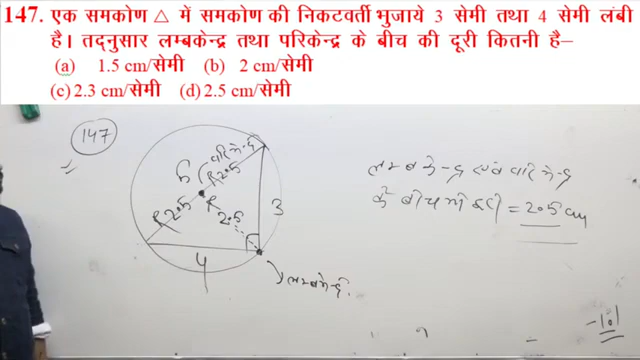 147. एक समकोण △ में समकोण की निकटवर्ती भुजाये 3 सेमी तथा 4 सेमी लंबी
है। तद्नुसार लम्बकेन्द्र तथा परिकेन्द्र के बीच की दूरी कितनी है–
(a) 1.5 cm/सेमी (b) 2 cm/सेमी
(c) 2.3 cm/सेमी (d) 2.5 cm/सेमी
147
परिकेन्द्र
5
R 2.5
R 2.5
R
2.5
3
4
लम्बकेन्द्र
लम्बकेन्द्र एवं परिकेन्द्र
के बीच की दूरी = 2.5 cm